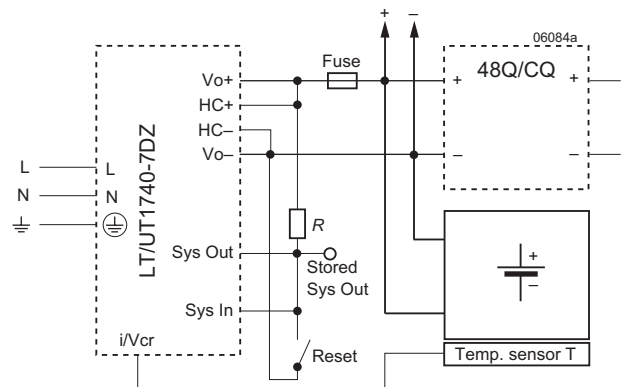 + –
06084a
Fuse
48Q/CQ
Vo+
+ +
HC+
HC–
Vo–
– –
L L
N N
LT/UT1740-7DZ
R
Sys Out
Stored
Sys Out
+
–
Sys In
i/Vcr
Reset
Temp. sensor T